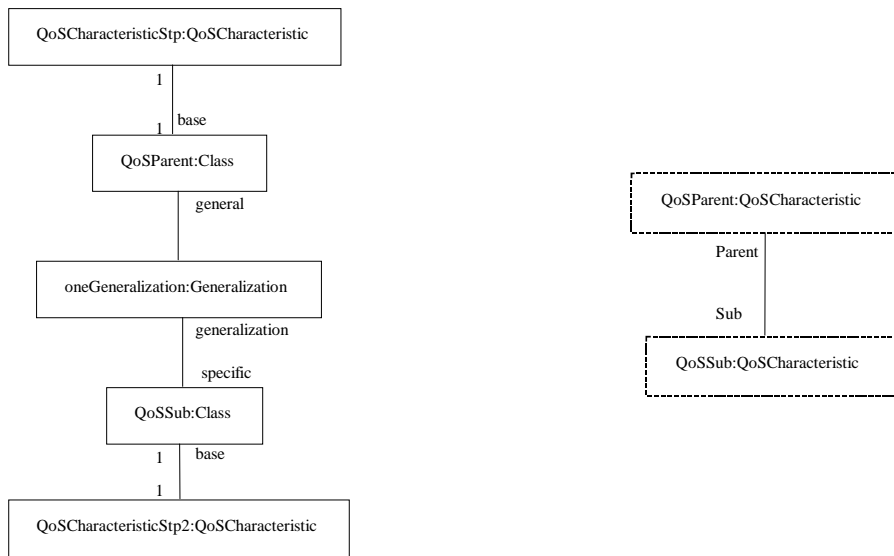 QoSCharacteristicStp:QoSCharacteristic
1
base
1
QoSParent:Class
general
oneGeneralization:Generalization
generalization
specific
QoSSub:Class
1
base
1
QoSCharacteristicStp2:QoSCharacteristic
QoSParent:QoSCharacteristic
Parent
Sub
QoSSub:QoSCharacteristic